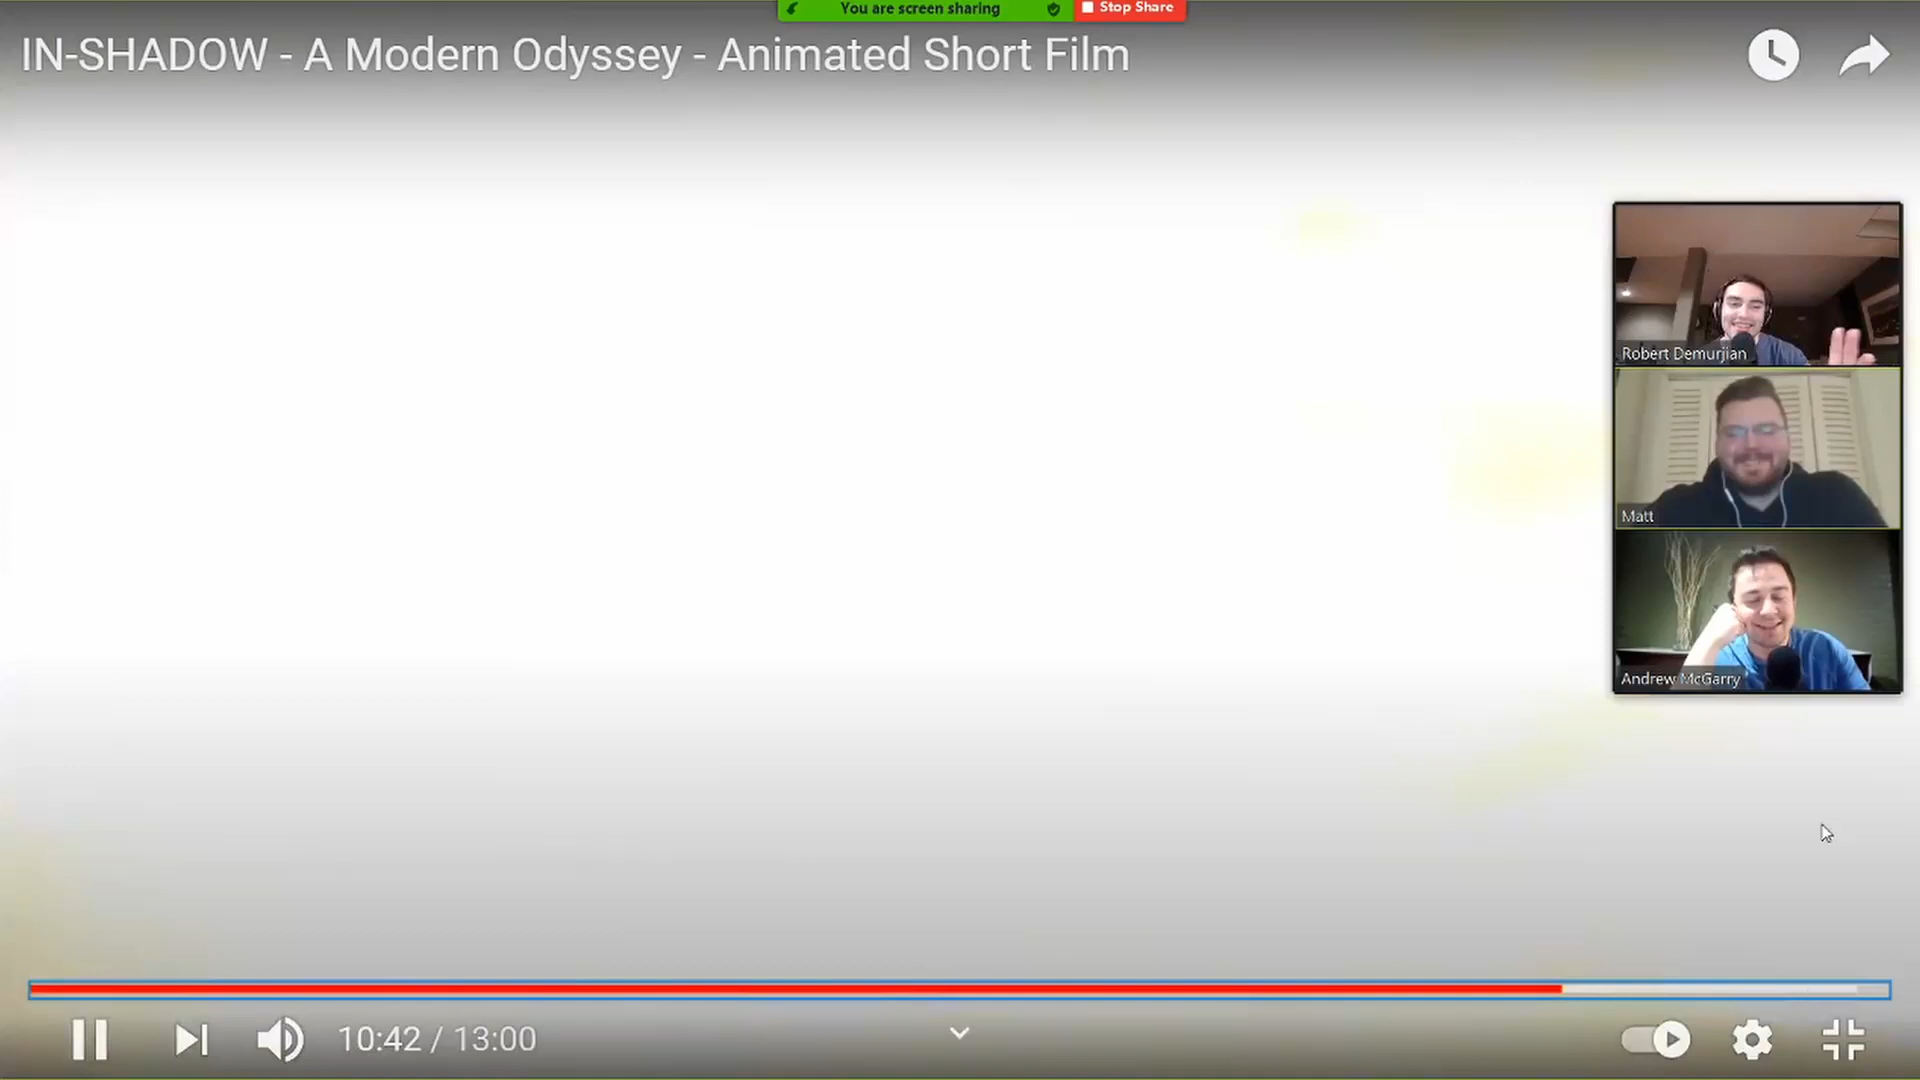 You are screen sharing
Stop Share
IN-SHADOW - A Modern Odyssey - Animated Short Film
Robert Demurjian
Matt
Andrew McGarry
10:42 / 13:00